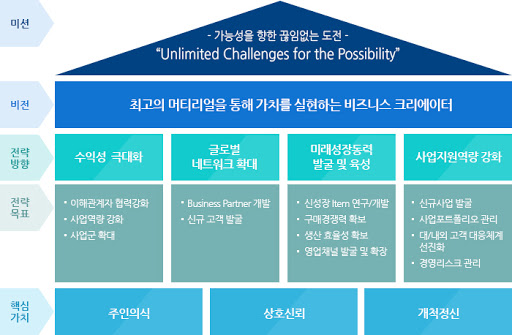 미션
- 가능성을 향한 끊임없는 도전 -
“Unlimited Challenges for the Possibility”
비전
최고의 머티리얼을 통해 가치를 실현하는 비즈니스 크리에이터
전략
방향
수익성 극대화
글로벌
네트워크 확대
미래성장동력
발굴 및 육성
사업지원역량 강화
전략
목표
• 이해관계자 협력강화
• 사업역량 강화
• 사업군 확대
• Business Partner 개발
• 신규 고객 발굴
• 신성장 Item 연구/개발
• 구매경쟁력 확보
• 생산 효율성 확보
• 영업채널 발굴 및 확장
• 신규사업 발굴
• 사업포트폴리오 관리
• 대/내외 고객 대응체계
선진화
• 경영리스크 관리
핵심
가치
주인의식
상호신뢰
개척정신